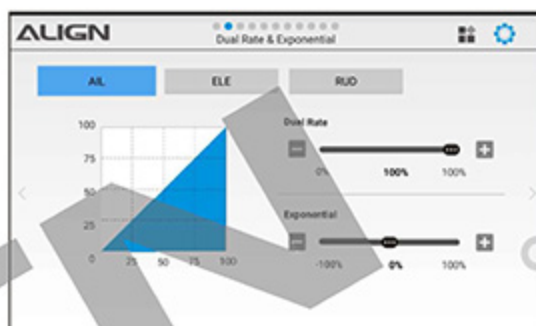 ALIGN
Dual Rate & Exponential
AIL ELE RUD
Dual Rate
0% 100% 100%
Exponential
-100% 0% 100%
100
75
50
25
0 25 50 75 100